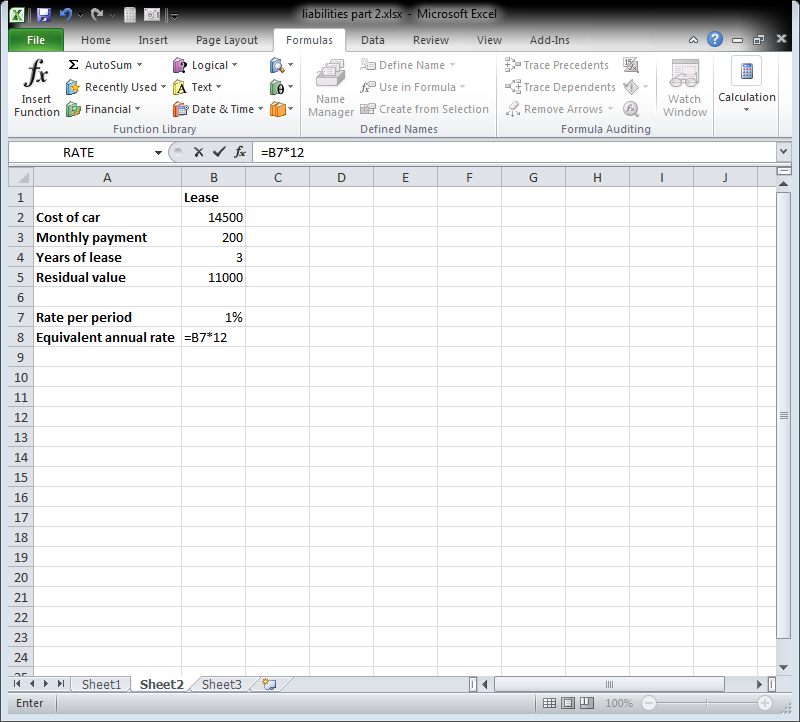 liabilities part 2.xlsx - Microsoft Excel
File Home Insert Page Layout Formulas Data Review View Add-Ins
fx Insert Function
Σ AutoSum
Recently Used
Financial
Logical
A Text
Date & Time
Function Library
Name Manager
Define Name
fx Use in Formula
Create from Selection
Defined Names
Trace Precedents
Trace Dependents
Remove Arrows
Formula Auditing
Watch Window
Calculation
RATE fx =B7*12
A B C D E F G H I J
1 Lease
2 Cost of car 14500
3 Monthly payment 200
4 Years of lease 3
5 Residual value 11000
6
7 Rate per period 1%
8 Equivalent annual rate =B7*12
9
10
11
12
13
14
15
16
17
18
19
20
21
22
23
24
25
Sheet1 Sheet2 Sheet3
Enter 100%